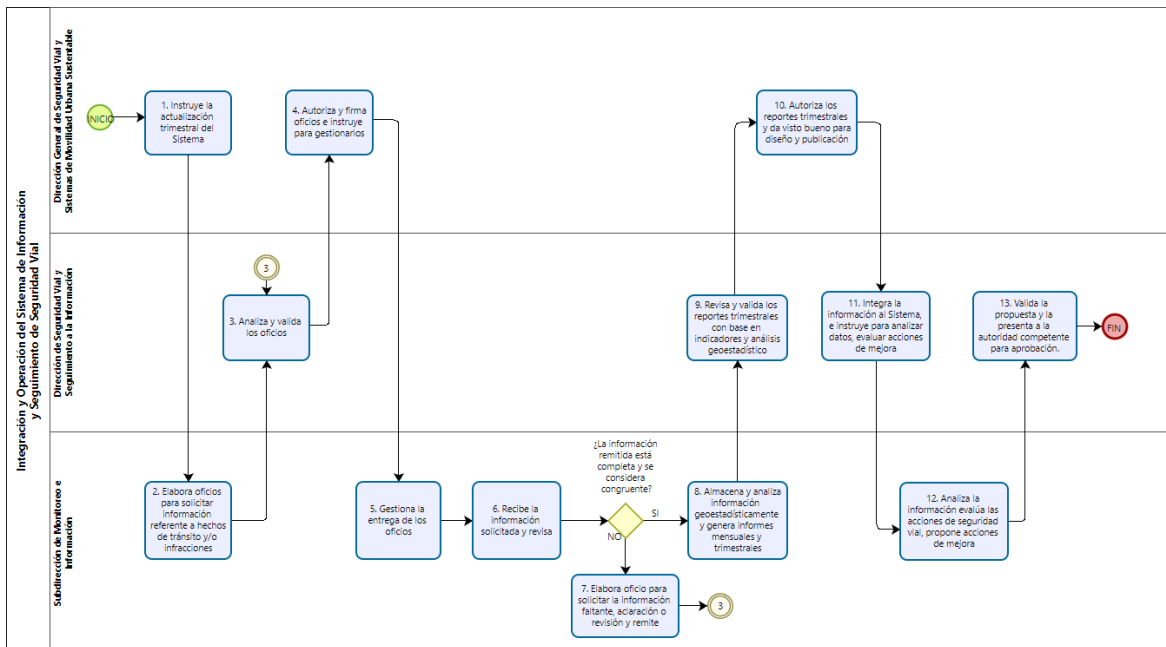 Integración y Operación del Sistema de Información
y Seguimiento de Seguridad Vial
Dirección General de Seguridad Vial y
Sistemas de Movilidad Urbana Sustentable
INICIO
1. Instruye la
actualización
trimestral del
Sistema
4. Autoriza y firma
oficios e instruye
para gestionarlos
10. Autoriza los
reportes trimestrales
y da visto bueno para
diseño y publicación
Dirección de Seguridad Vial y
Seguimiento a la Información
3
3. Analiza y valida
los oficios
9. Revisa y valida los
reportes trimestrales
con base en
indicadores y análisis
geoestadístico
11. Integra la
información al Sistema,
e instruye para analizar
datos, evaluar acciones
de mejora
13. Valida la
propuesta y la
presenta a la
autoridad competente
para aprobación.
FIN
Subdirección de Monitoreo e
Información
2. Elabora oficios
para solicitar
información
referente a hechos
de tránsito y/o
infracciones
5. Gestiona la
entrega de los
oficios
6. Recibe la
información
solicitada y revisa
¿La información
remitida está
completa y se
considera
congruente?
SI
NO
8. Almacena y analiza
información
geoestadísticamente
y genera informes
mensuales y
trimestrales
12. Analiza la
información evalúa las
acciones de seguridad
vial, propone acciones
de mejora
7. Elabora oficio para
solicitar la información
faltante, aclaración o
revisión y remite
3